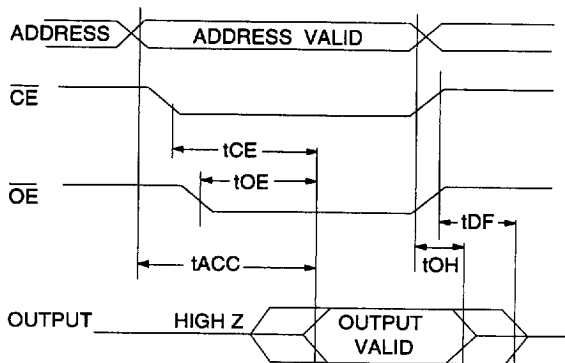 ADDRESS ADDRESS VALID
CE
tCE
tOE
OE
tDF
tACC
tOH
OUTPUT HIGH Z OUTPUT
VALID